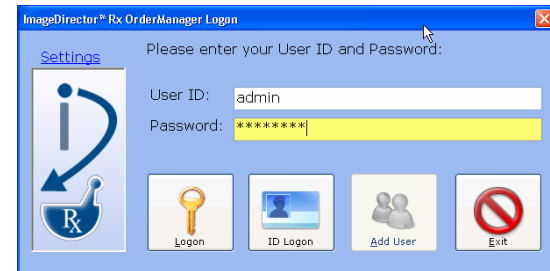 ImageDirector™ Rx OrderManager Logon
Settings
Please enter your User ID and Password:
User ID: admin
Password: ********
Rx
Logon
ID Logon
Add User
Exit